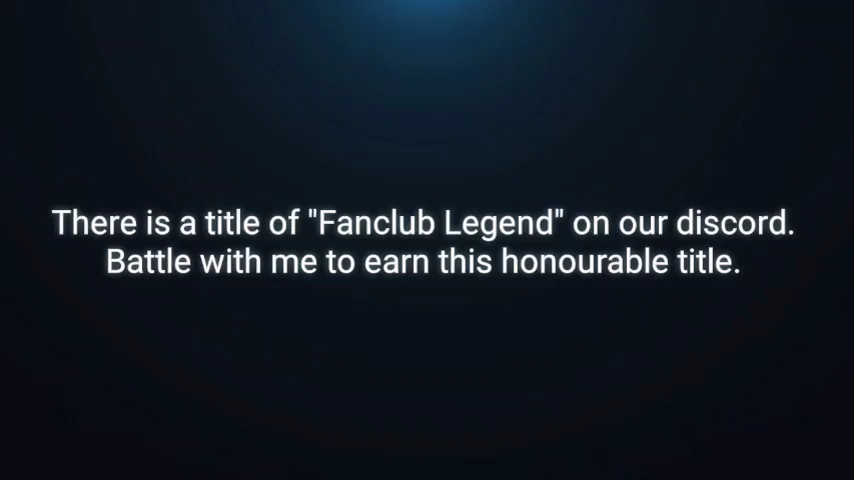 There is a title of "Fanclub Legend" on our discord.
Battle with me to earn this honourable title.